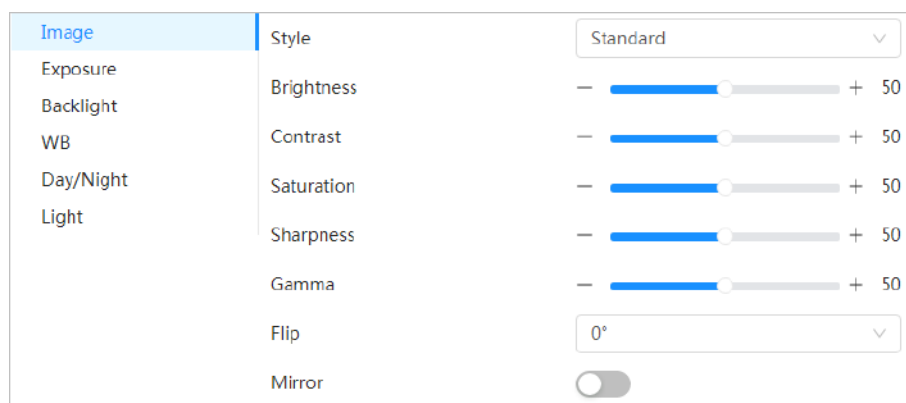 Image
Exposure
Backlight
WB
Day/Night
Light
Style Standard
Brightness 50
Contrast 50
Saturation 50
Sharpness 50
Gamma 50
Flip 0°
Mirror